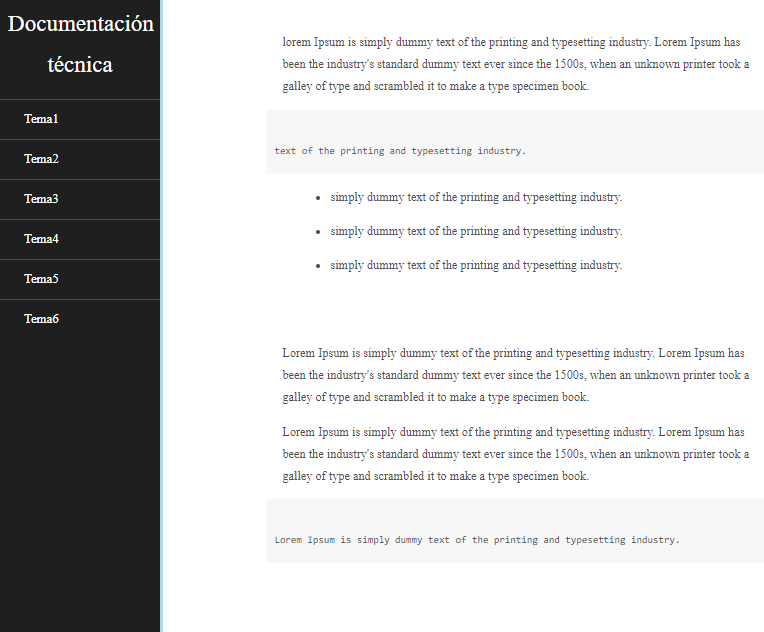 Documentación
técnica
Tema1
Tema2
Tema3
Tema4
Tema5
Tema6
lorem Ipsum is simply dummy text of the printing and typesetting industry. Lorem Ipsum has
been the industry's standard dummy text ever since the 1500s, when an unknown printer took a
galley of type and scrambled it to make a type specimen book.
text of the printing and typesetting industry.
• simply dummy text of the printing and typesetting industry.
• simply dummy text of the printing and typesetting industry.
• simply dummy text of the printing and typesetting industry.
Lorem Ipsum is simply dummy text of the printing and typesetting industry. Lorem Ipsum has
been the industry's standard dummy text ever since the 1500s, when an unknown printer took a
galley of type and scrambled it to make a type specimen book.
Lorem Ipsum is simply dummy text of the printing and typesetting industry. Lorem Ipsum has
been the industry's standard dummy text ever since the 1500s, when an unknown printer took a
galley of type and scrambled it to make a type specimen book.
Lorem Ipsum is simply dummy text of the printing and typesetting industry.